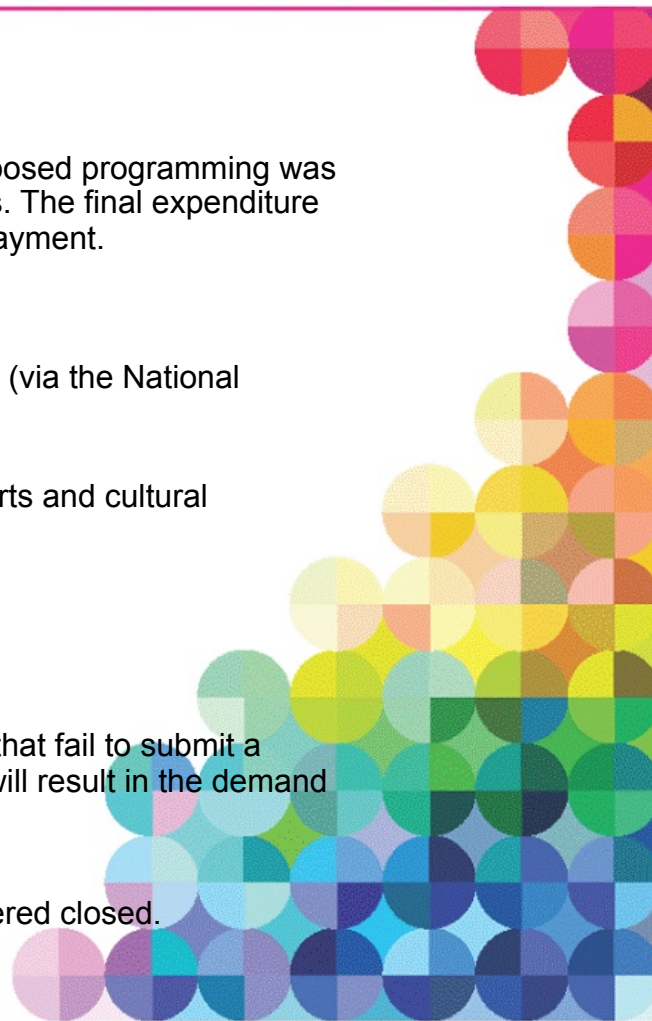 posed programming was
s. The final expenditure
ayment.
(via the National
rts and cultural
that fail to submit a
will result in the demand
ered closed.